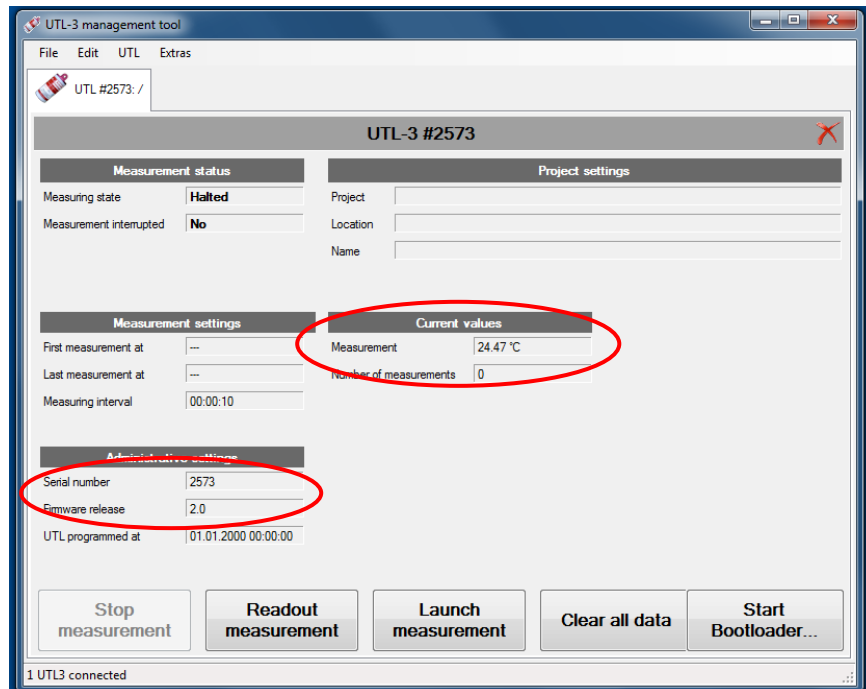 UTL-3 management tool
File Edit UTL Extras
UTL #2573: /
UTL-3 #2573
Measurement status
Measuring state Halted
Measurement interrupted No
Project settings
Project
Location
Name
Measurement settings
First measurement at ---
Last measurement at ---
Measuring interval 00:00:10
Current values
Measurement 24.47 °C
Number of measurements 0
Administrative settings
Serial number 2573
Firmware release 2.0
UTL programmed at 01.01.2000 00:00:00
Stop
measurement
Readout
measurement
Launch
measurement
Clear all data
Start
Bootloader...
1 UTL3 connected